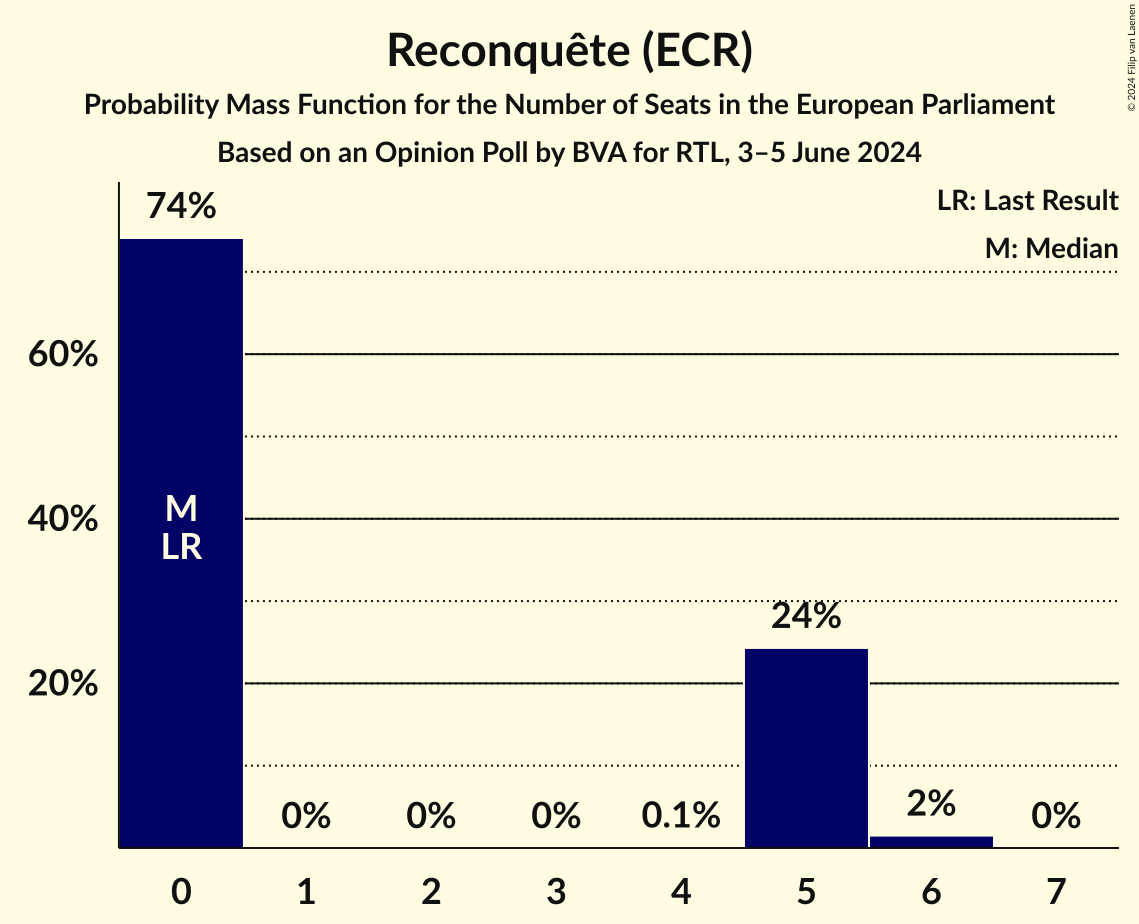 Reconquête (ECR)
Probability Mass Function for the Number of Seats in the European Parliament
Based on an Opinion Poll by BVA for RTL, 3–5 June 2024
© 2024 Filip van Laenen
LR: Last Result
M: Median
74%
60%
40%
20%
M
LR
0%
0%
0%
0.1%
24%
2%
0%
0
1
2
3
4
5
6
7